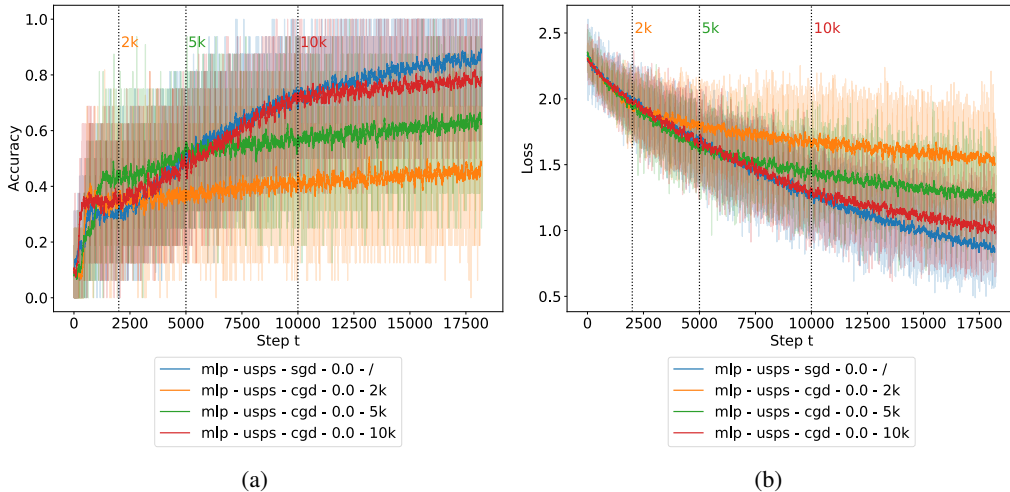 1.0
0.8
0.6
0.4
0.2
0.0
Accuracy
2k
5k
10k
0 2500 5000 7500 10000 12500 15000 17500
Step t
mlp - usps - sgd - 0.0 - /
mlp - usps - cgd - 0.0 - 2k
mlp - usps - cgd - 0.0 - 5k
mlp - usps - cgd - 0.0 - 10k
(a)
2.5
2.0
1.5
1.0
0.5
Loss
2k
5k
10k
0 2500 5000 7500 10000 12500 15000 17500
Step t
mlp - usps - sgd - 0.0 - /
mlp - usps - cgd - 0.0 - 2k
mlp - usps - cgd - 0.0 - 5k
mlp - usps - cgd - 0.0 - 10k
(b)